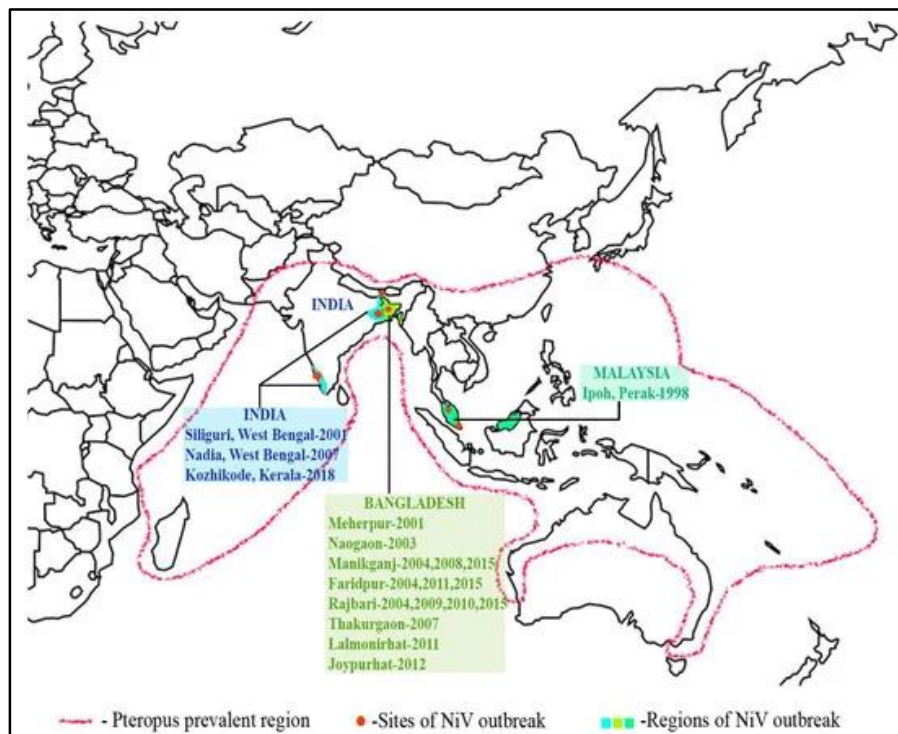 INDIA
MALAYSIA
Ipoh, Perak-1998
INDIA
Siliguri, West Bengal-2001
Nadia, West Bengal-2007
Kozhikode, Kerala-2018
BANGLADESH
Meherpur-2001
Naogaon-2003
Manikganj-2004,2008,2015
Faridpur-2004,2011,2015
Rajbari-2004,2009,2010,2015
Thakurgaon-2007
Lalmonirhat-2011
Joypurhat-2012
- Pteropus prevalent region
-Sites of NiV outbreak
-Regions of NiV outbreak